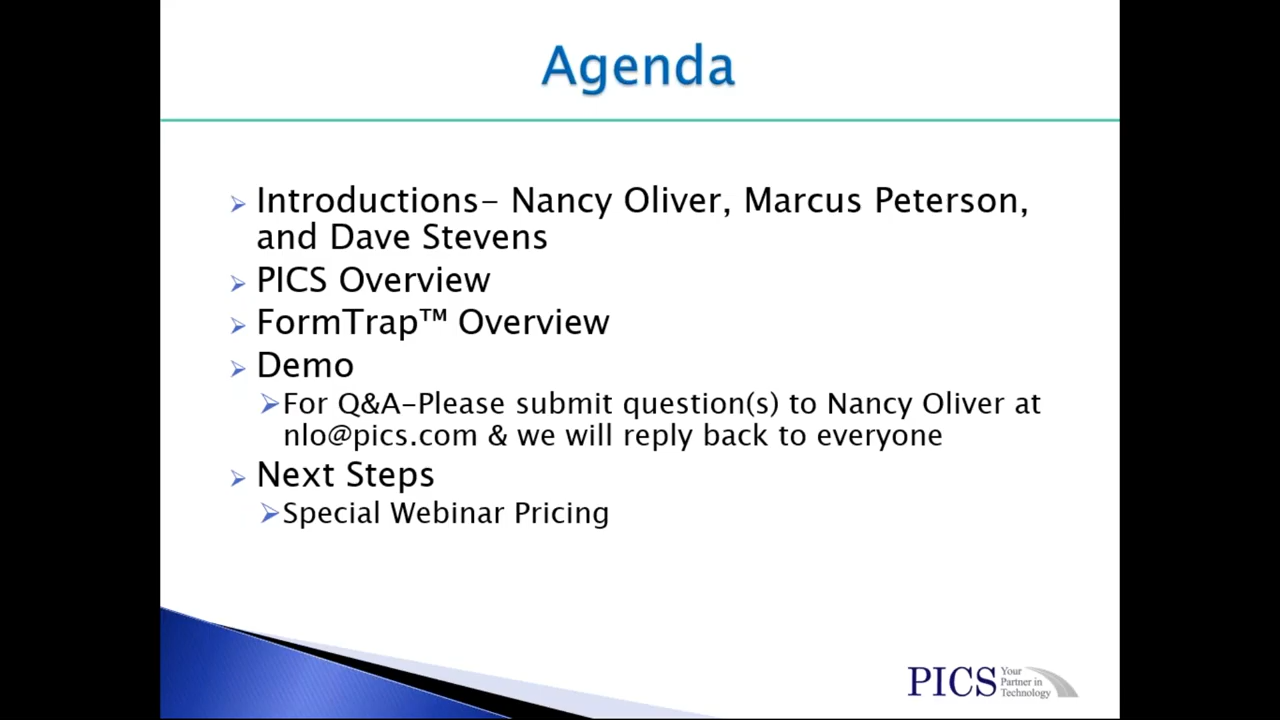 Agenda
Introductions- Nancy Oliver, Marcus Peterson,
and Dave Stevens
PICS Overview
FormTrap™ Overview
Demo
For Q&A-Please submit question(s) to Nancy Oliver at
nlo@pics.com & we will reply back to everyone
Next Steps
Special Webinar Pricing
PICS
Your
Partner in
Technology